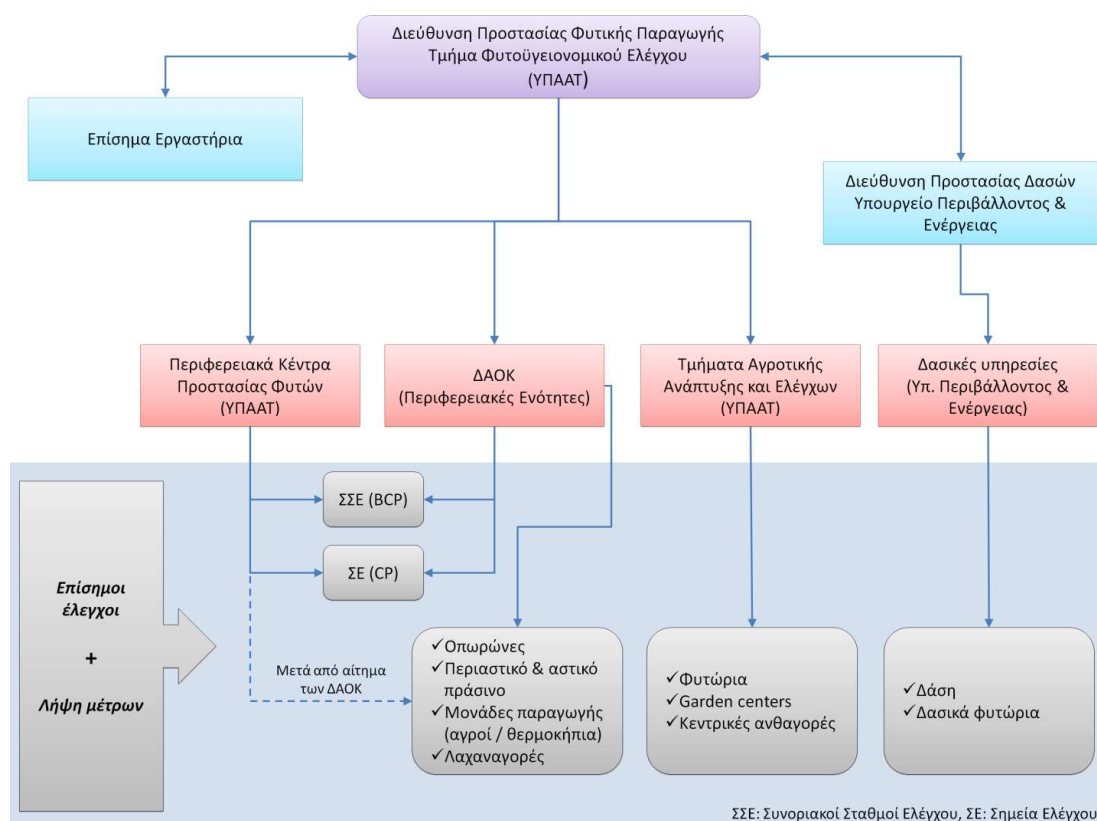 Διεύθυνση Προστασίας Φυτικής Παραγωγής
Τμήμα Φυτοϋγειονομικού Ελέγχου
(ΥΠΑΑΤ)
Επίσημα Εργαστήρια
Διεύθυνση Προστασίας Δασών
Υπουργείο Περιβάλλοντος &
Ενέργειας
Περιφερειακά Κέντρα
Προστασίας Φυτών
(ΥΠΑΑΤ)
ΔΑΟΚ
(Περιφερειακές Ενότητες)
Τμήματα Αγροτικής
Ανάπτυξης και Ελέγχων
(ΥΠΑΑΤ)
Δασικές υπηρεσίες
(Υπ. Περιβάλλοντος &
Ενέργειας)
ΣΣΕ (BCP)
ΣΕ (CP)
Επίσημοι
έλεγχοι
+
Λήψη μέτρων
Μετά από αίτημα
των ΔΑΟΚ
✓Οπωρώνες
✓Περιαστικό & αστικό
πράσινο
✓Μονάδες παραγωγής
(αγροί / θερμοκήπια)
✓Λαχαναγορές
✓Φυτώρια
✓Garden centers
✓Κεντρικές ανθαγορές
✓Δάση
✓Δασικά φυτώρια
ΣΣΕ: Συνοριακοί Σταθμοί Ελέγχου, ΣΕ: Σημεία Ελέγχου